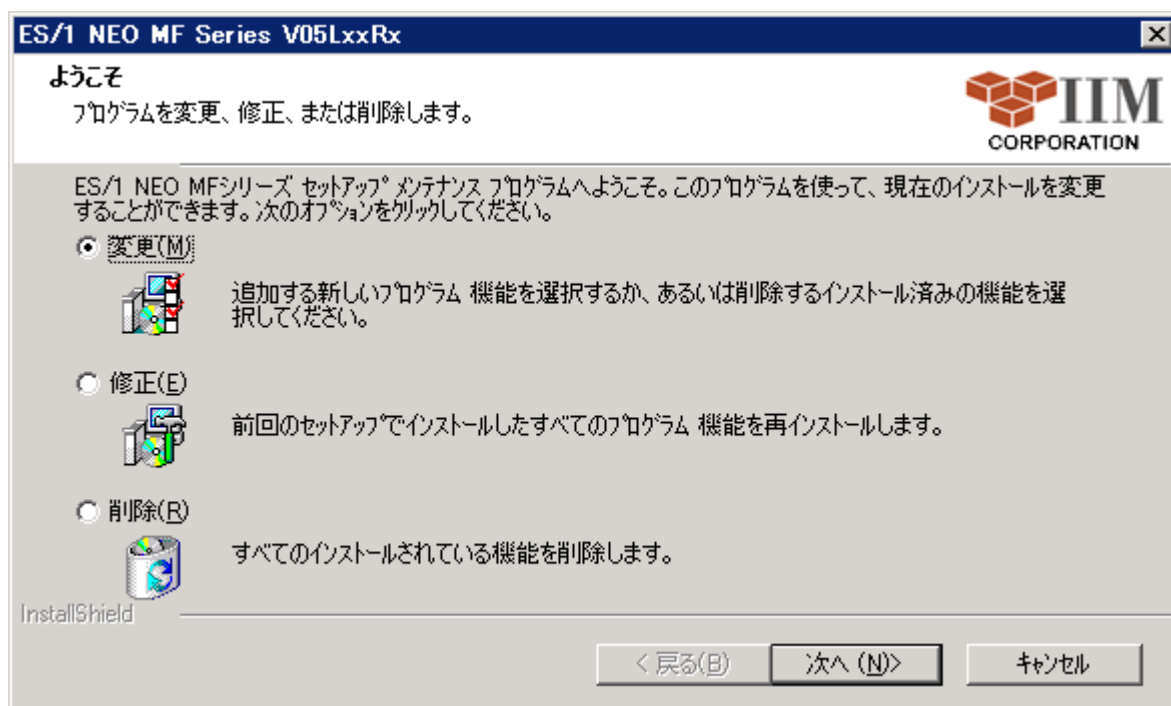 ES/1 NEO MF Series V05LxxRx
ようこそ
プログラムを変更、修正、または削除します。
IIM
CORPORATION
ES/1 NEO MFシリーズ セットアップ メンテナンス プログラムへようこそ。このプログラムを使って、現在のインストールを変更
することができます。次のオプションをクリックしてください。
変更(M)
追加する新しいプログラム 機能を選択するか、あるいは削除するインストール済みの機能を選
択してください。
修正(E)
前回のセットアップでインストールしたすべてのプログラム 機能を再インストールします。
削除(R)
すべてのインストールされている機能を削除します。
InstallShield
< 戻る(B)
次へ (N)>
キャンセル